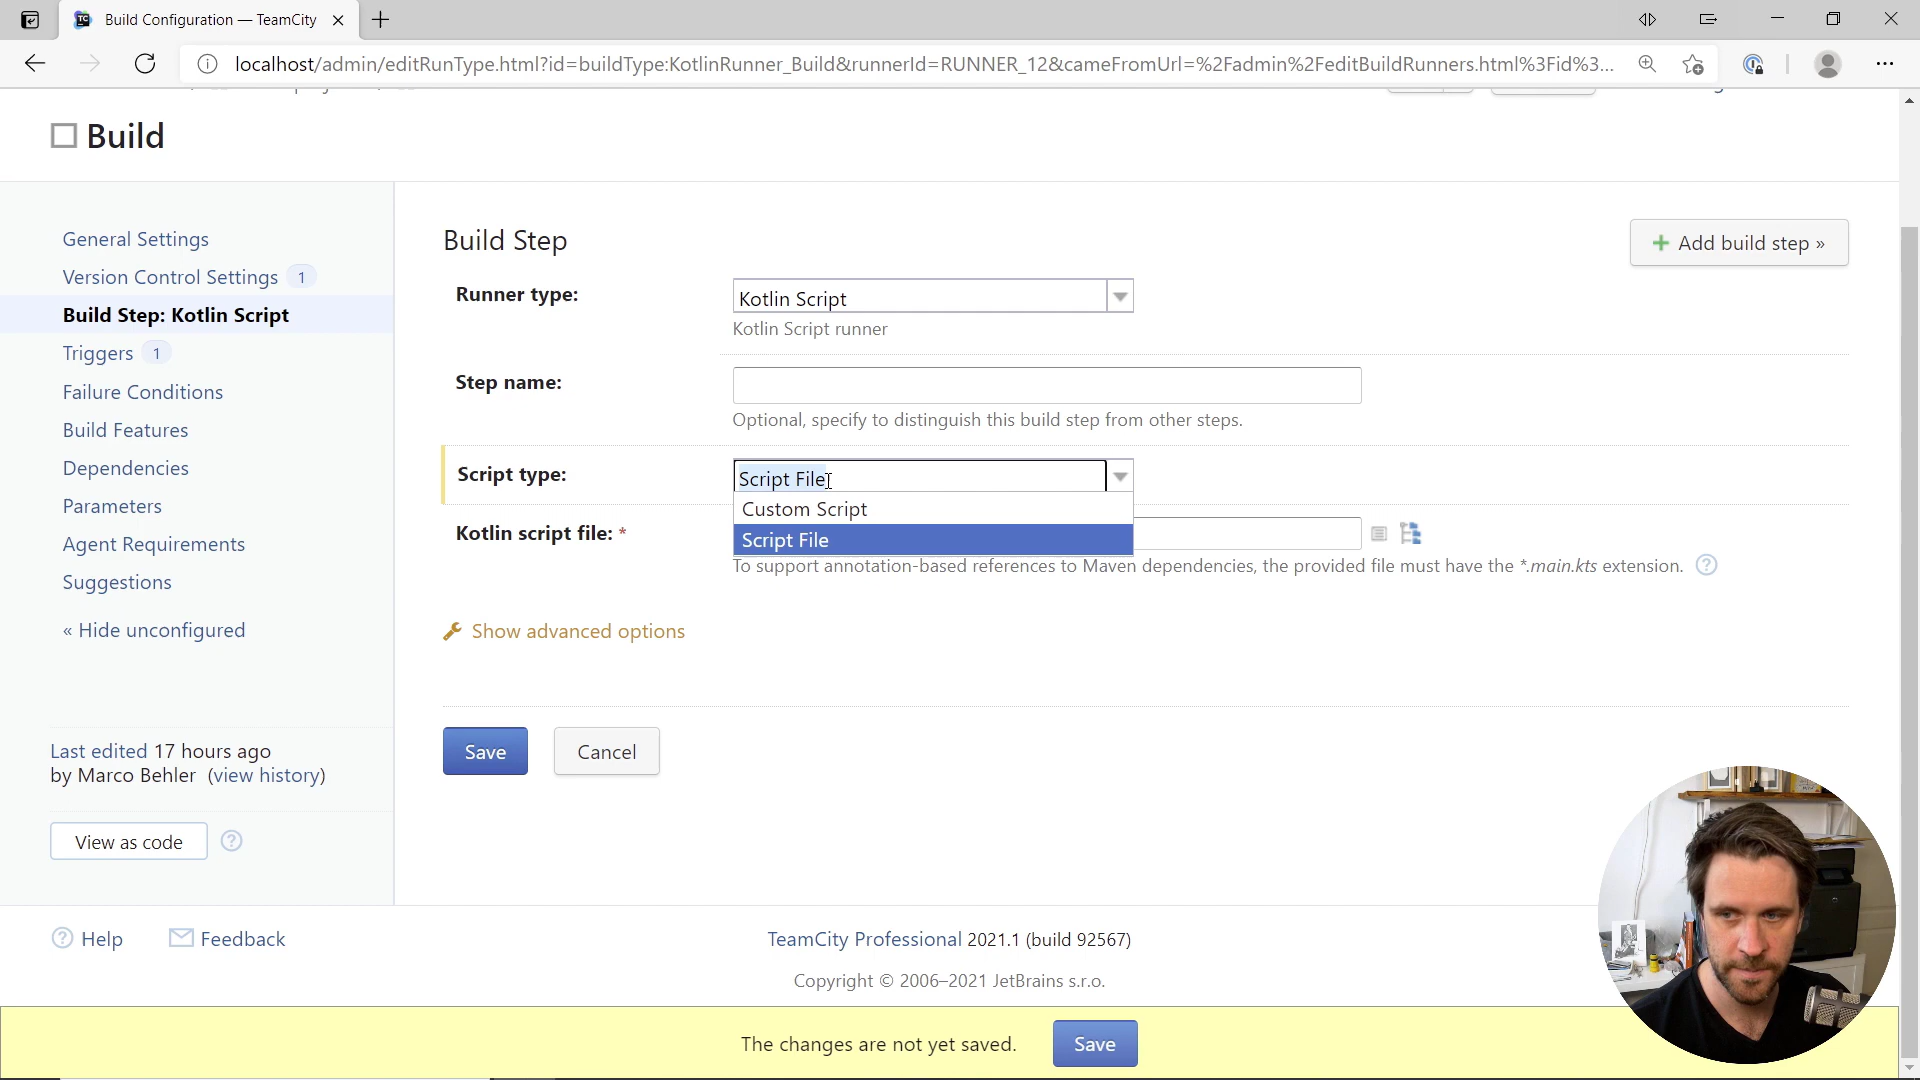 Build Configuration — TeamCity
localhost/admin/editRunType.html?id=buildType:KotlinRunner_Build&runnerId=RUNNER_12&cameFromUrl=%2Fadmin%2FeditBuildRunners.html%3Fid%3...
Build
General Settings
Version Control Settings 1
Build Step: Kotlin Script
Triggers 1
Failure Conditions
Build Features
Dependencies
Parameters
Agent Requirements
Suggestions
« Hide unconfigured
Last edited 17 hours ago
by Marco Behler (view history)
View as code
Build Step
+ Add build step »
Runner type:
Kotlin Script
Kotlin Script runner
Step name:
Optional, specify to distinguish this build step from other steps.
Script type:
Script File
Custom Script
Script File
Kotlin script file: *
To support annotation-based references to Maven dependencies, the provided file must have the *.main.kts extension.
Show advanced options
Save
Cancel
Help
Feedback
TeamCity Professional 2021.1 (build 92567)
Copyright © 2006–2021 JetBrains s.r.o.
The changes are not yet saved.
Save